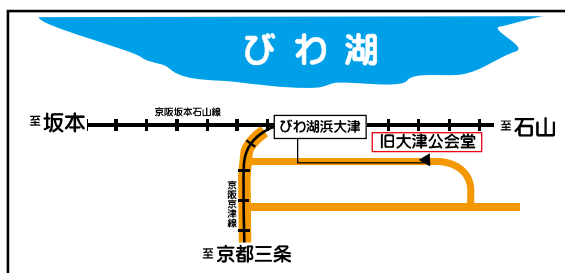 びわ湖
京阪坂本石山線
至坂本
びわ湖浜大津
至石山
旧大津公会堂
京阪京津線
至京都三条